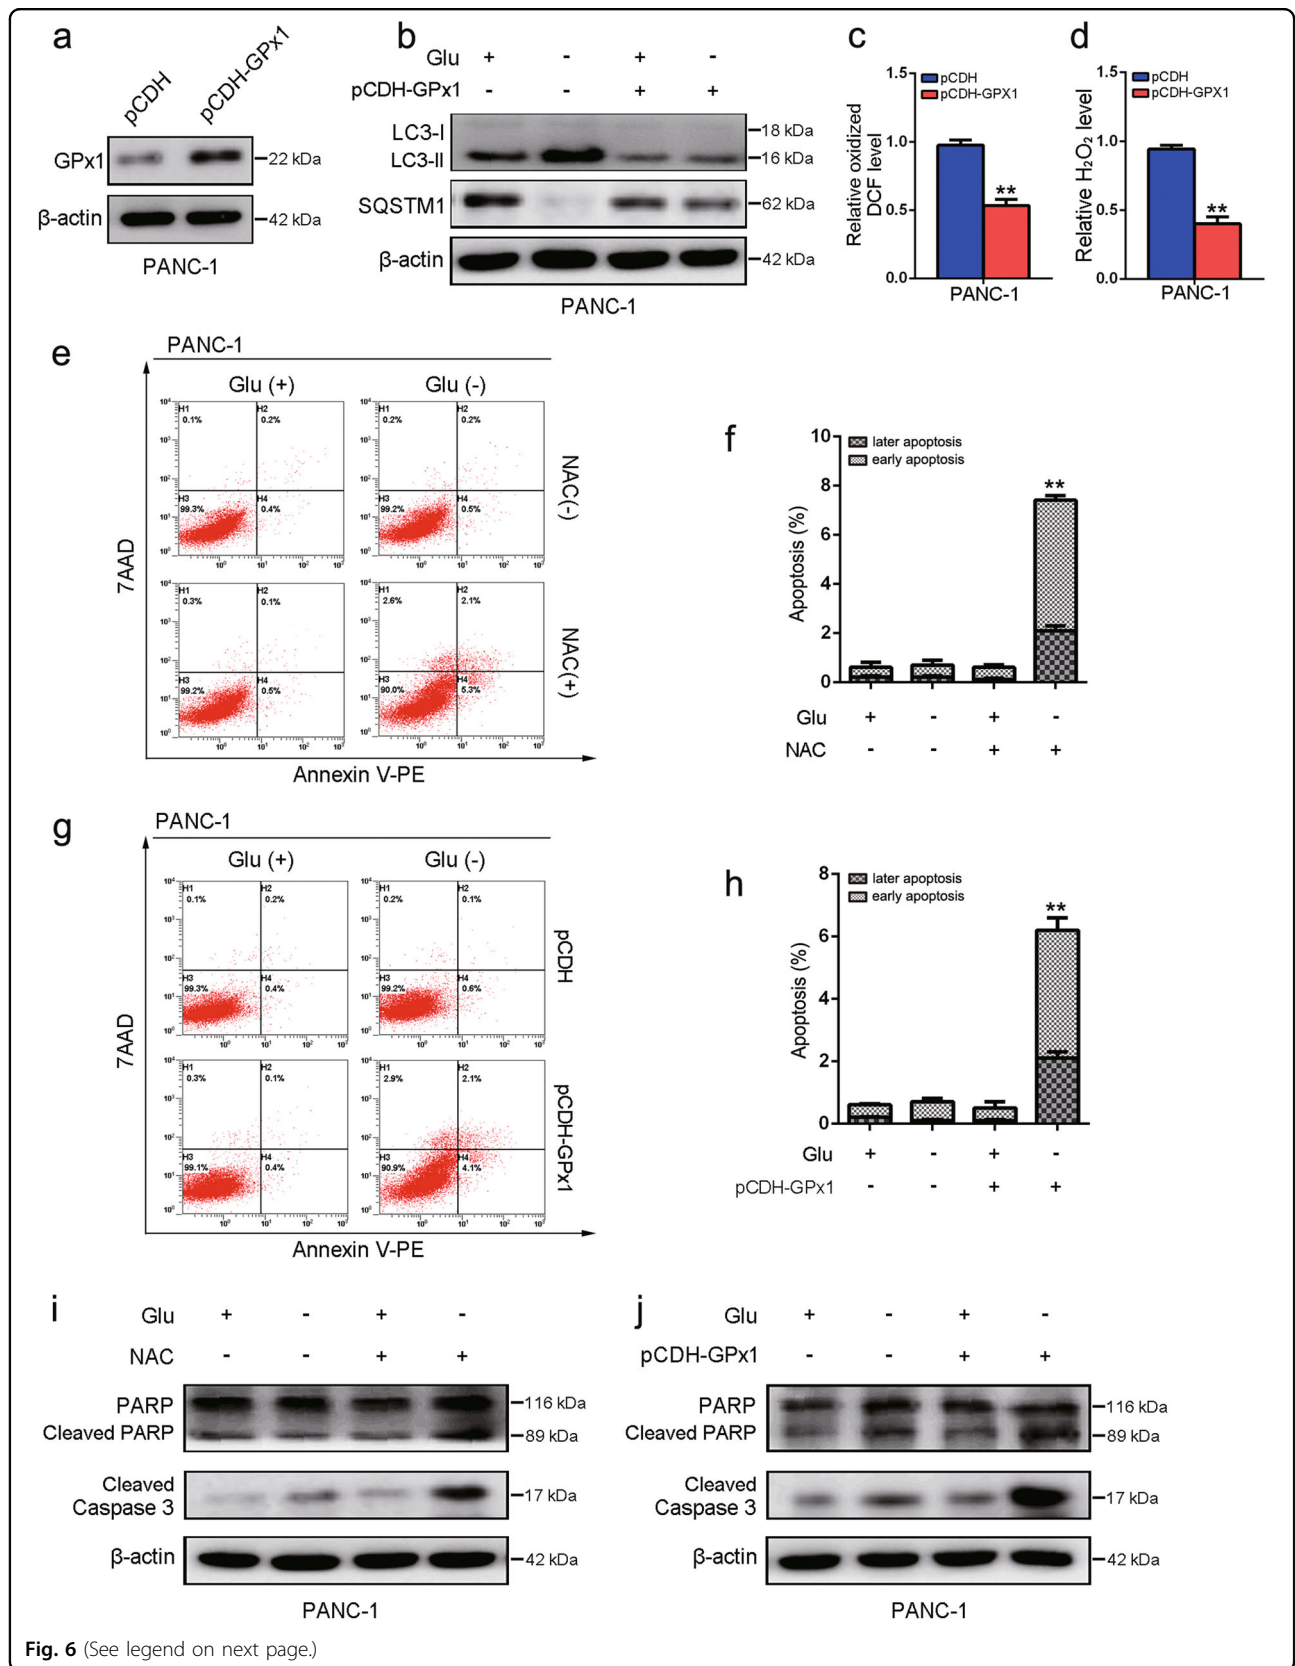 a
pCDH
pCDH-GPx1
GPx1
22 kDa
β-actin
42 kDa
PANC-1
b
Glu + - + -
pCDH-GPx1 - - + +
LC3-I
18 kDa
LC3-II
16 kDa
SQSTM1
62 kDa
β-actin
42 kDa
PANC-1
c
pCDH
pCDH-GPX1
Relative oxidized
DCF level
1.5
1.0
0.5
0.0
**
PANC-1
d
pCDH
pCDH-GPX1
Relative H₂O₂ level
1.5
1.0
0.5
0.0
**
PANC-1
e
PANC-1
Glu (+)
Glu (-)
H1
0.1%
H2
0.2%
H3
99.3%
H4
0.4%
H1
0.2%
H2
0.2%
H3
99.2%
H4
0.5%
NAC(-)
H1
0.3%
H2
0.1%
H3
99.2%
H4
0.5%
H1
2.6%
H2
2.1%
H3
90.0%
H4
5.3%
NAC(+)
7AAD
Annexin V-PE
f
later apoptosis
early apoptosis
Apoptosis (%)
10
8
6
4
2
0
**
Glu + - + -
NAC - - + +
g
PANC-1
Glu (+)
Glu (-)
H1
0.1%
H2
0.2%
H3
99.3%
H4
0.4%
H1
0.2%
H2
0.1%
H3
99.2%
H4
0.6%
pCDH
H1
0.3%
H2
0.1%
H3
99.1%
H4
0.4%
H1
2.9%
H2
2.1%
H3
90.9%
H4
4.1%
pCDH-GPx1
7AAD
Annexin V-PE
h
later apoptosis
early apoptosis
Apoptosis (%)
8
6
4
2
0
**
Glu + - + -
pCDH-GPx1 - - + +
i
Glu + - + -
NAC - - + +
PARP
116 kDa
Cleaved PARP
89 kDa
Cleaved
Caspase 3
17 kDa
β-actin
42 kDa
PANC-1
j
Glu + - + -
pCDH-GPx1 - - + +
PARP
116 kDa
Cleaved PARP
89 kDa
Cleaved
Caspase 3
17 kDa
β-actin
42 kDa
PANC-1
Fig. 6 (See legend on next page.)